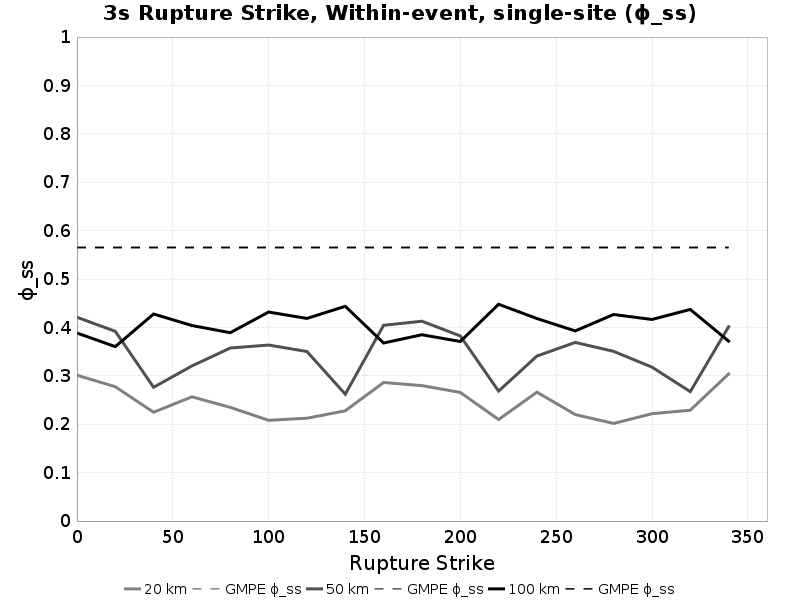 3s Rupture Strike, Within-event, single-site (ϕ_ss)
1
0.9
0.8
0.7
0.6
0.5
0.4
0.3
0.2
0.1
0
ϕ_ss
0 50 100 150 200 250 300 350
Rupture Strike
20 km GMPE ϕ_ss 50 km GMPE ϕ_ss 100 km GMPE ϕ_ss